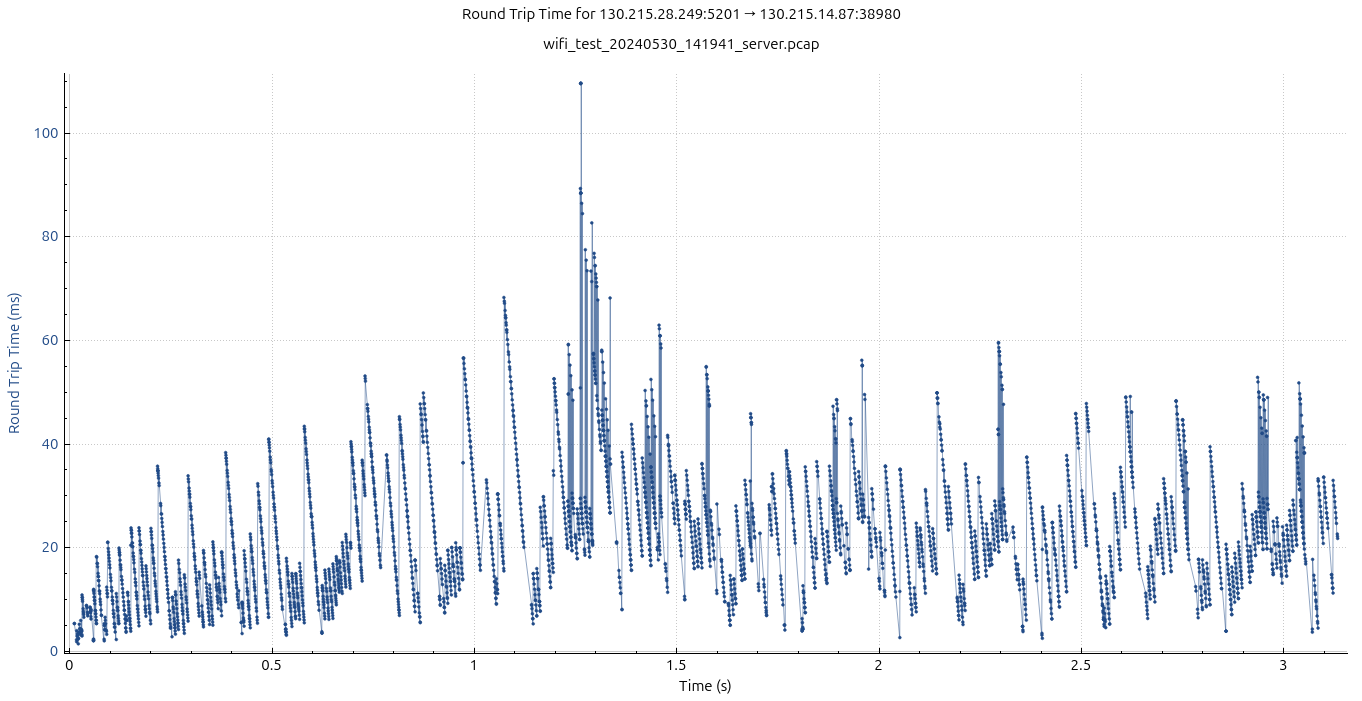 Round Trip Time for 130.215.28.249:5201 → 130.215.14.87:38980
wifi_test_20240530_141941_server.pcap
Round Trip Time (ms)
100
80
60
40
20
0
0 0.5 1 1.5 2 2.5 3
Time (s)